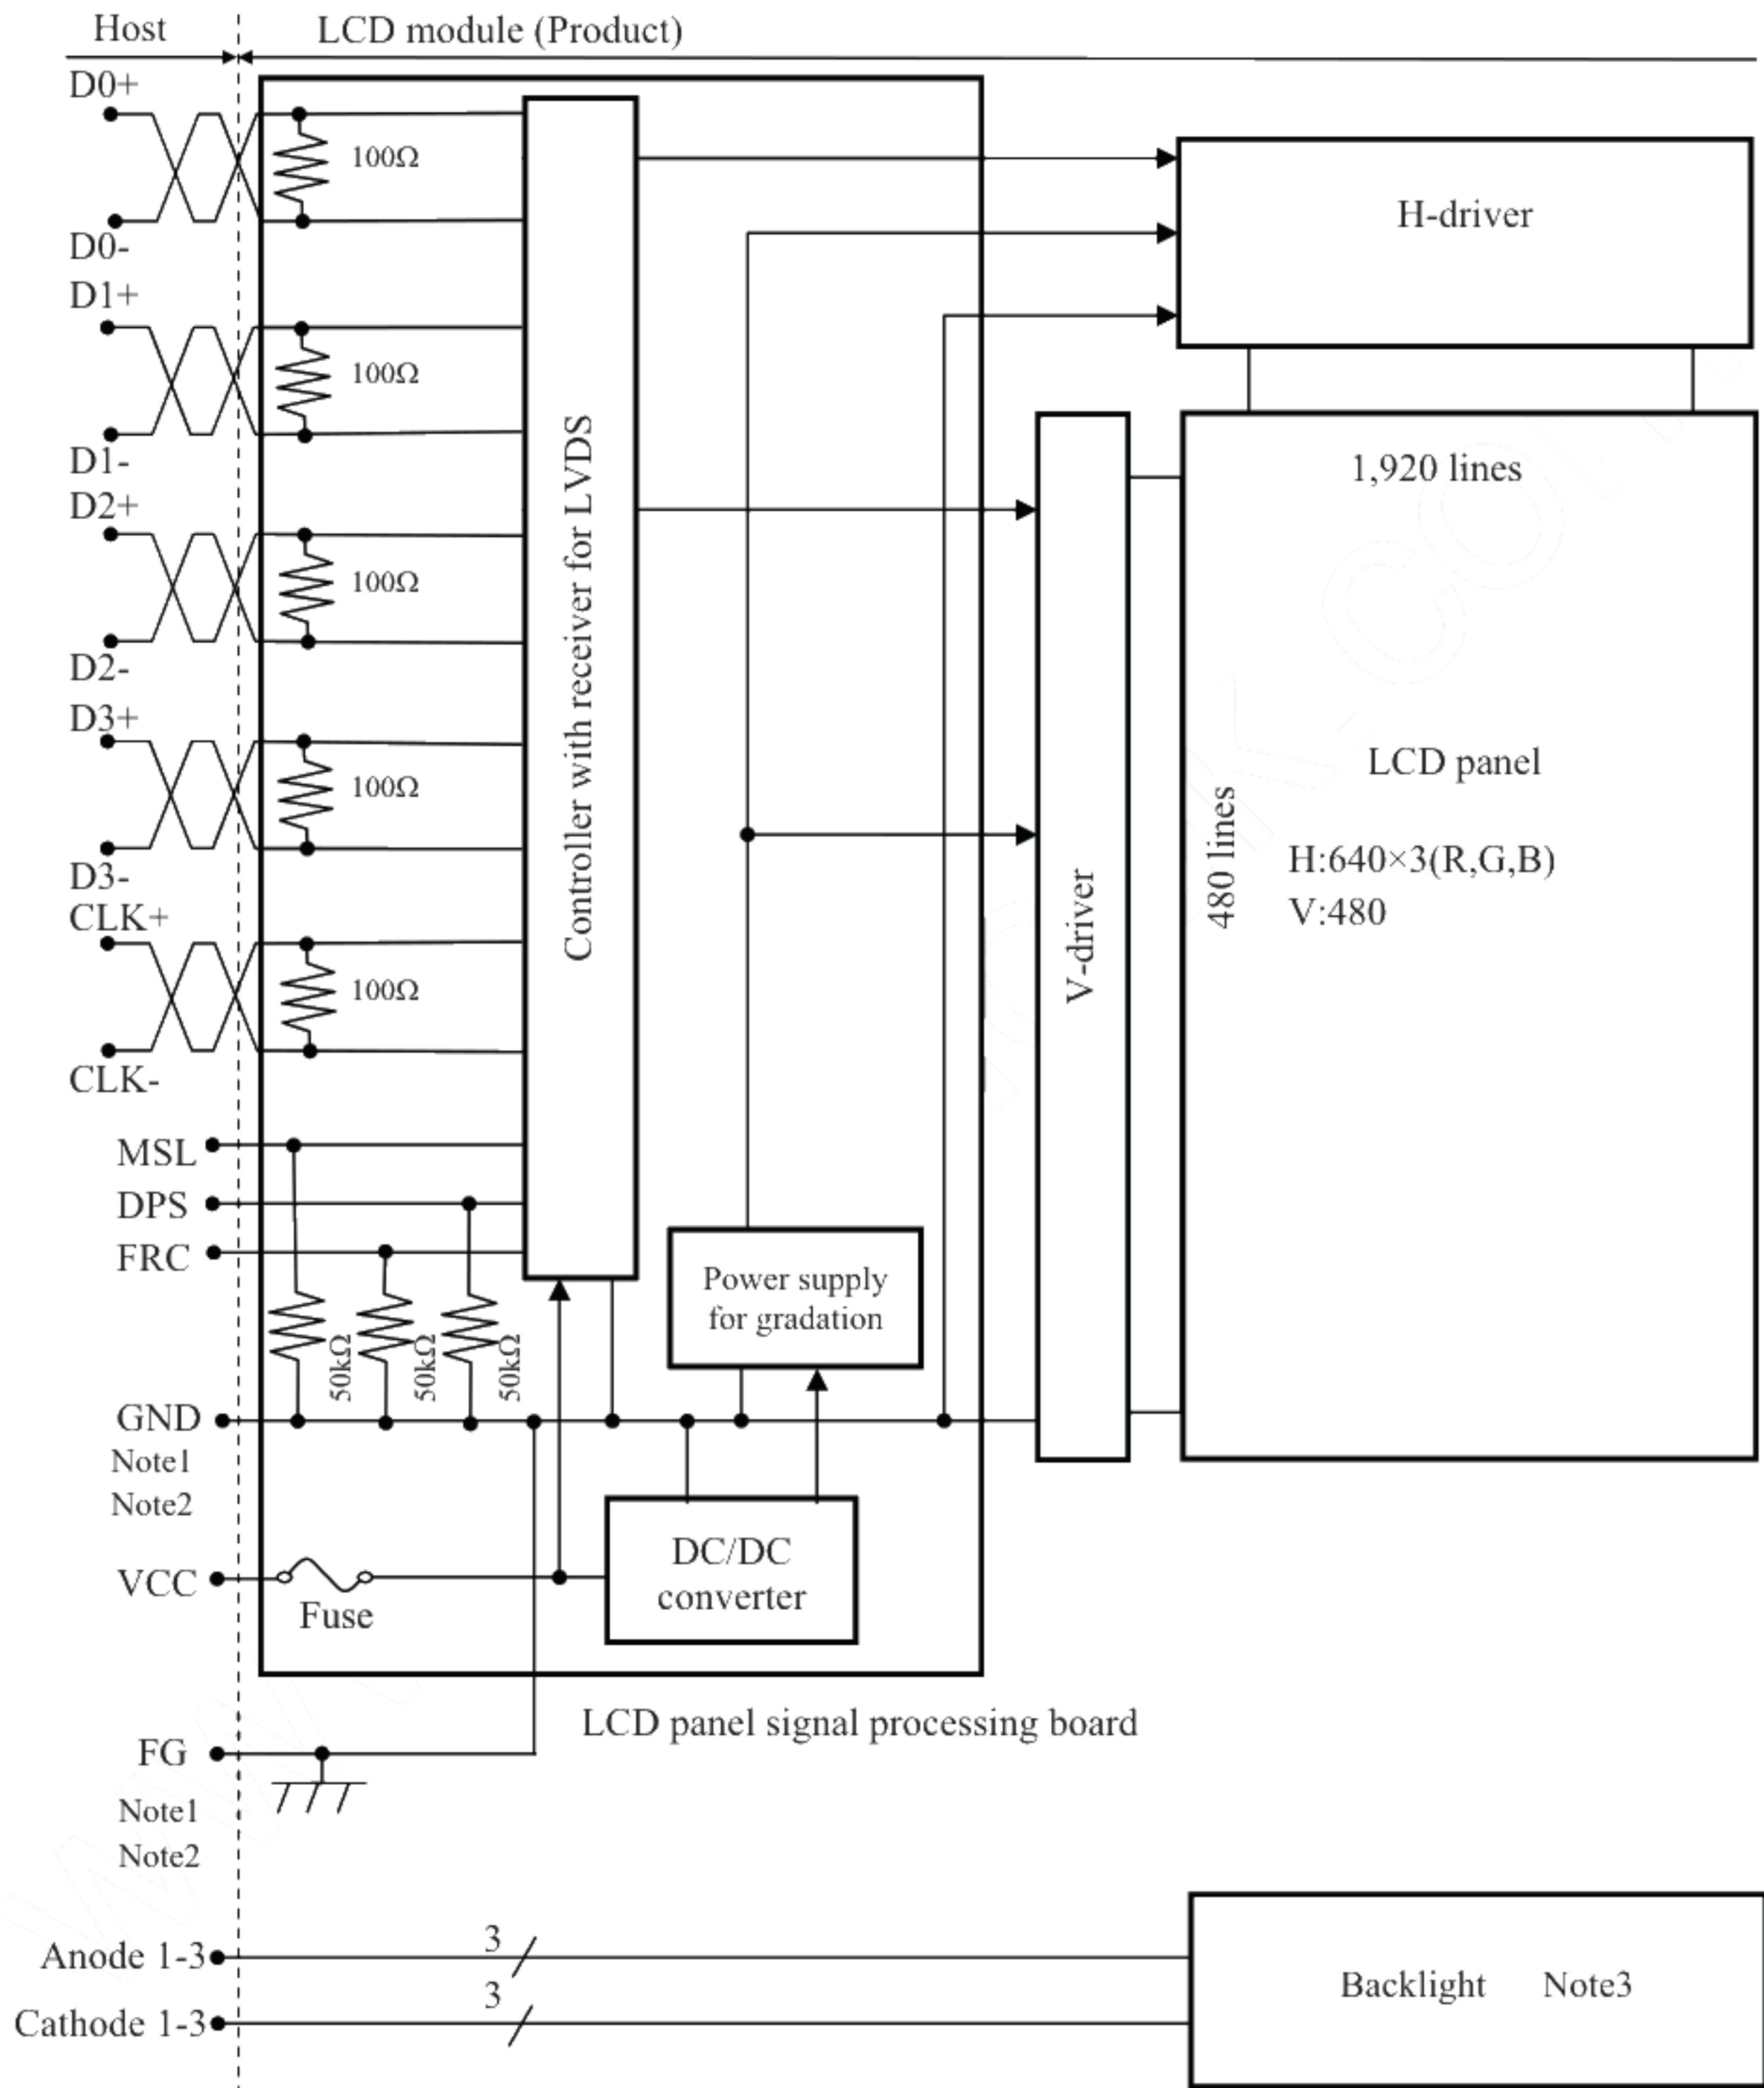 Host
LCD module (Product)
D0+
100Ω
D0-
H-driver
D1+
100Ω
D1-
D2+
100Ω
D2-
D3+
100Ω
D3-
CLK+
100Ω
CLK-
Controller with receiver for LVDS
V-driver
1,920 lines
480 lines
LCD panel
H:640×3(R,G,B)
V:480
MSL
DPS
FRC
50kΩ
50kΩ
50kΩ
Power supply
for gradation
GND
Note1
Note2
DC/DC
converter
VCC
Fuse
LCD panel signal processing board
FG
Note1
Note2
Anode 1-3
3
Cathode 1-3
3
Backlight Note3